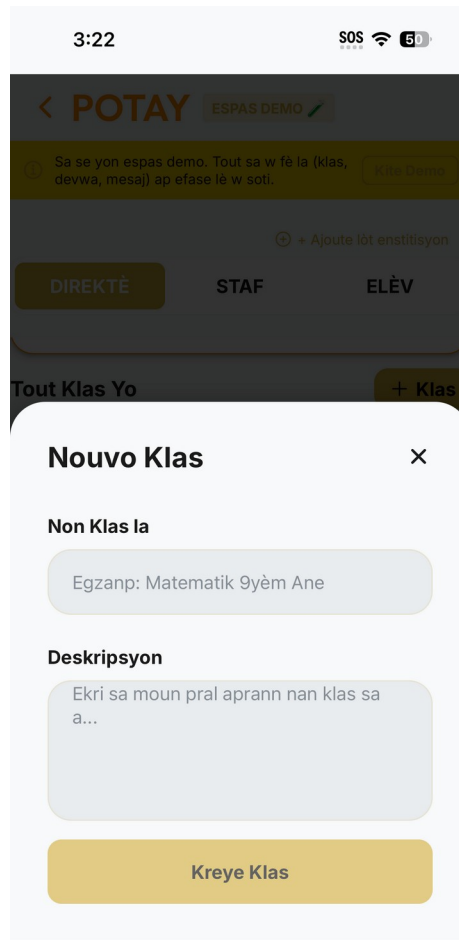 3:22
SOS
50
POTAY
ESPAS DEMO
Sa se yon espas demo. Tout sa w fè la (klas,
devwa, mesaj) ap efase lè w soti.
Kite Demo
+ Ajoute lòt enstitisyon
DIREKTÈ
STAF
ELÈV
Tout Klas Yo
+ Klas
Nouvo Klas
Non Klas la
Egzanp: Matematik 9yèm Ane
Deskripsyon
Ekri sa moun pral aprann nan klas sa
a...
Kreye Klas